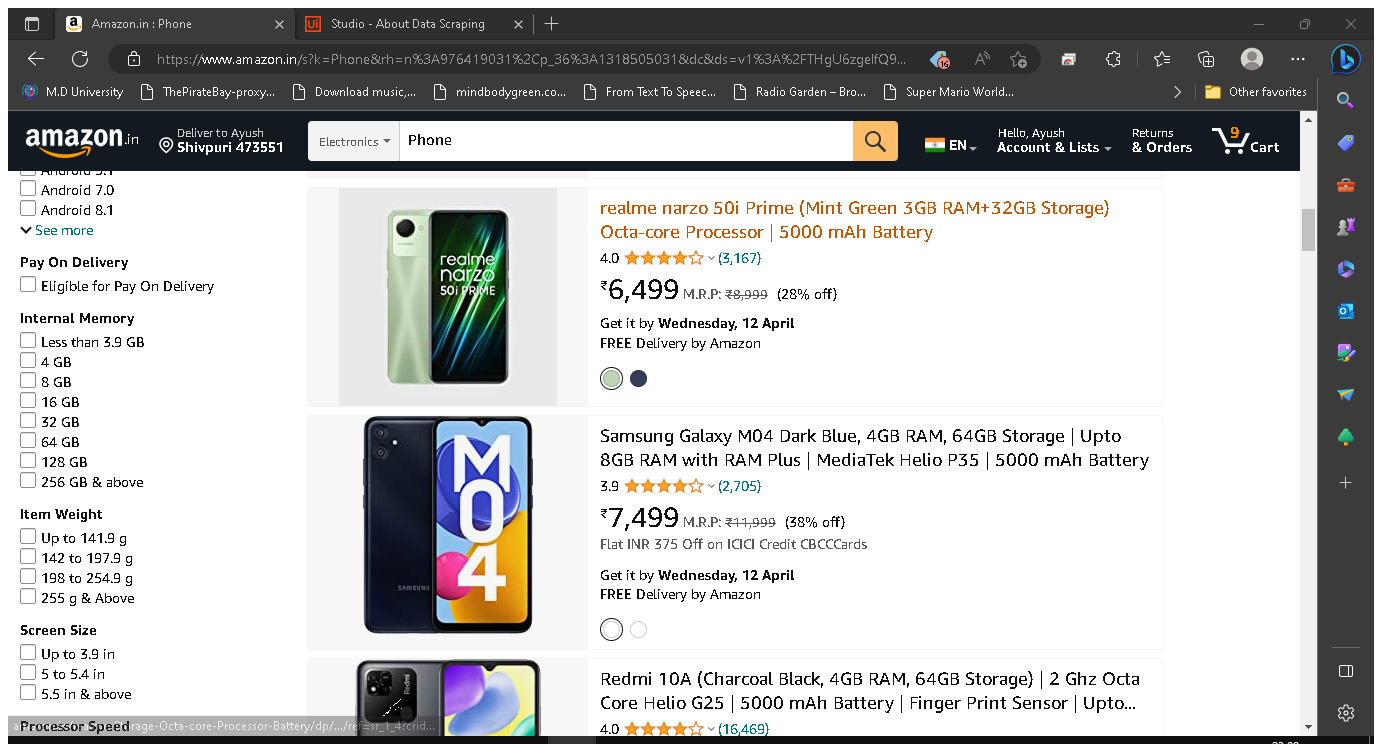 Amazon.in : Phone
Studio - About Data Scraping
https://www.amazon.in/s?k=Phone&rh=n%3A976419031%2Cp_36%3A1318505031&dc&ds=v1%3A%2FTHgU6zgeIfQ9...
16
M.D University
ThePirateBay-proxy...
Download music,...
mindbodygreen.co...
From Text To Speec...
Radio Garden – Bro...
Super Mario World...
Other favorites
amazon.in
Deliver to Ayush
Shivpuri 473551
Electronics
Phone
EN
Hello, Ayush
Account & Lists
Returns
& Orders
9
Cart
Android 7.0
Android 8.1
See more
Pay On Delivery
Eligible for Pay On Delivery
Internal Memory
Less than 3.9 GB
4 GB
8 GB
16 GB
32 GB
64 GB
128 GB
256 GB & above
Item Weight
Up to 141.9 g
142 to 197.9 g
198 to 254.9 g
255 g & Above
Screen Size
Up to 3.9 in
5 to 5.4 in
5.5 in & above
Processor Speed
realme
narzo
50i PRIME
realme narzo 50i Prime (Mint Green 3GB RAM+32GB Storage)
Octa-core Processor | 5000 mAh Battery
4.0 (3,167)
₹6,499 M.R.P: ₹8,999 (28% off)
Get it by Wednesday, 12 April
FREE Delivery by Amazon
M
0
4
SAMSUNG
Samsung Galaxy M04 Dark Blue, 4GB RAM, 64GB Storage | Upto
8GB RAM with RAM Plus | MediaTek Helio P35 | 5000 mAh Battery
3.9 (2,705)
₹7,499 M.R.P: ₹11,999 (38% off)
Flat INR 375 Off on ICICI Credit CBCCCards
Get it by Wednesday, 12 April
FREE Delivery by Amazon
Redmi
Redmi 10A (Charcoal Black, 4GB RAM, 64GB Storage) | 2 Ghz Octa
Core Helio G25 | 5000 mAh Battery | Finger Print Sensor | Upto...
4.0 (16,469)